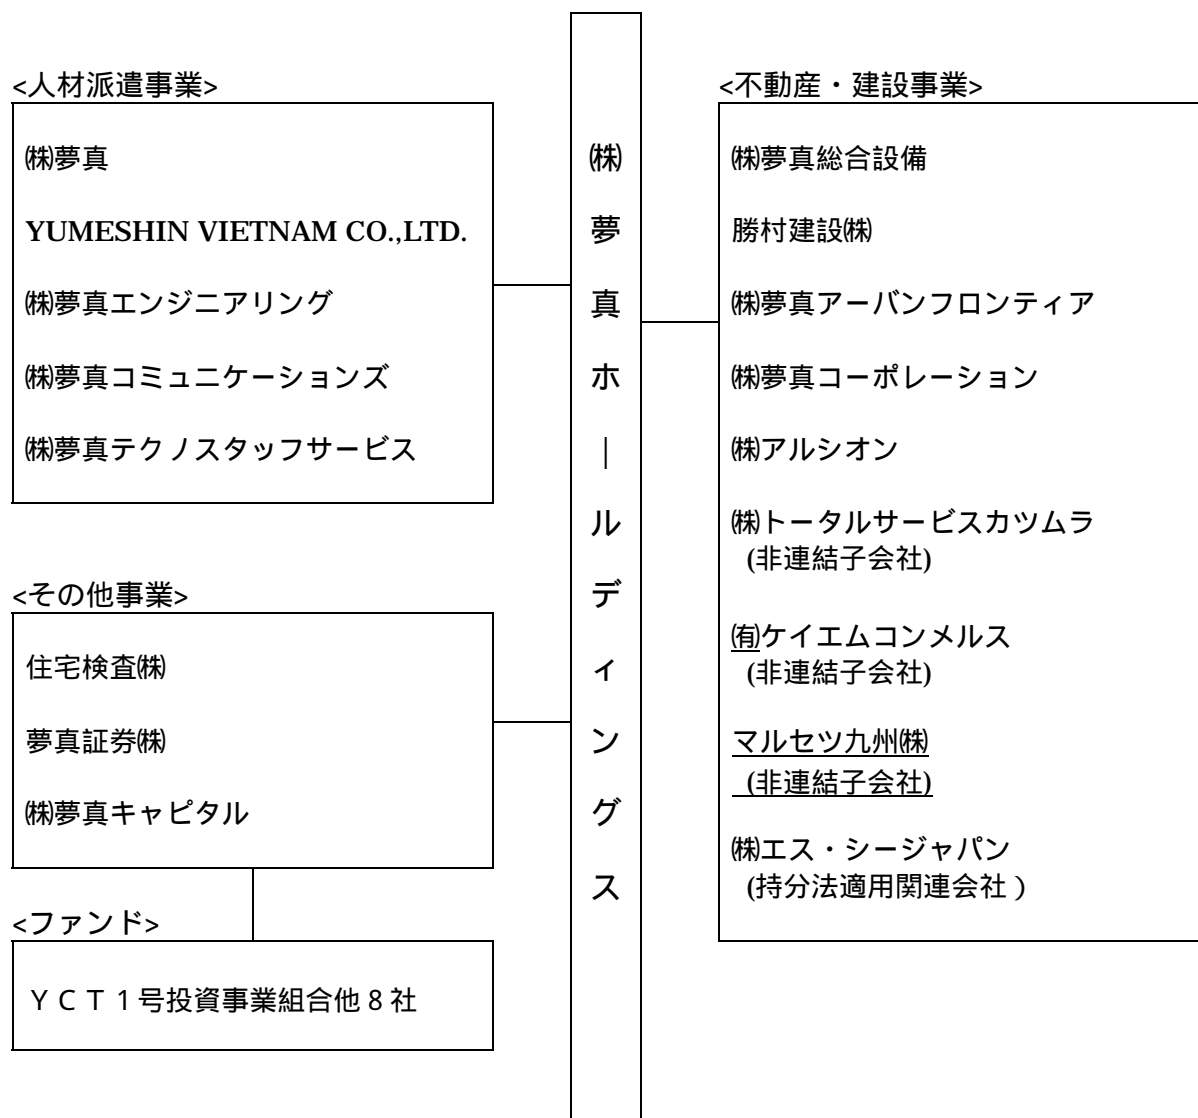 <人材派遣事業>
㈱夢真
YUMESHIN VIETNAM CO.,LTD.
㈱夢真エンジニアリング
㈱夢真コミュニケーションズ
㈱夢真テクノスタッフサービス
<その他事業>
住宅検査㈱
夢真証券㈱
㈱夢真キャピタル
<ファンド>
ＹＣＴ１号投資事業組合他８社
㈱夢真ホ｜ルディングス
<不動産・建設事業>
㈱夢真総合設備
勝村建設㈱
㈱夢真アーバンフロンティア
㈱夢真コーポレーション
㈱アルシオン
㈱トータルサービスカツムラ
(非連結子会社)
㈲ケイエムコンメルス
(非連結子会社)
マルセツ九州㈱
(非連結子会社)
㈱エス・シージャパン
(持分法適用関連会社）